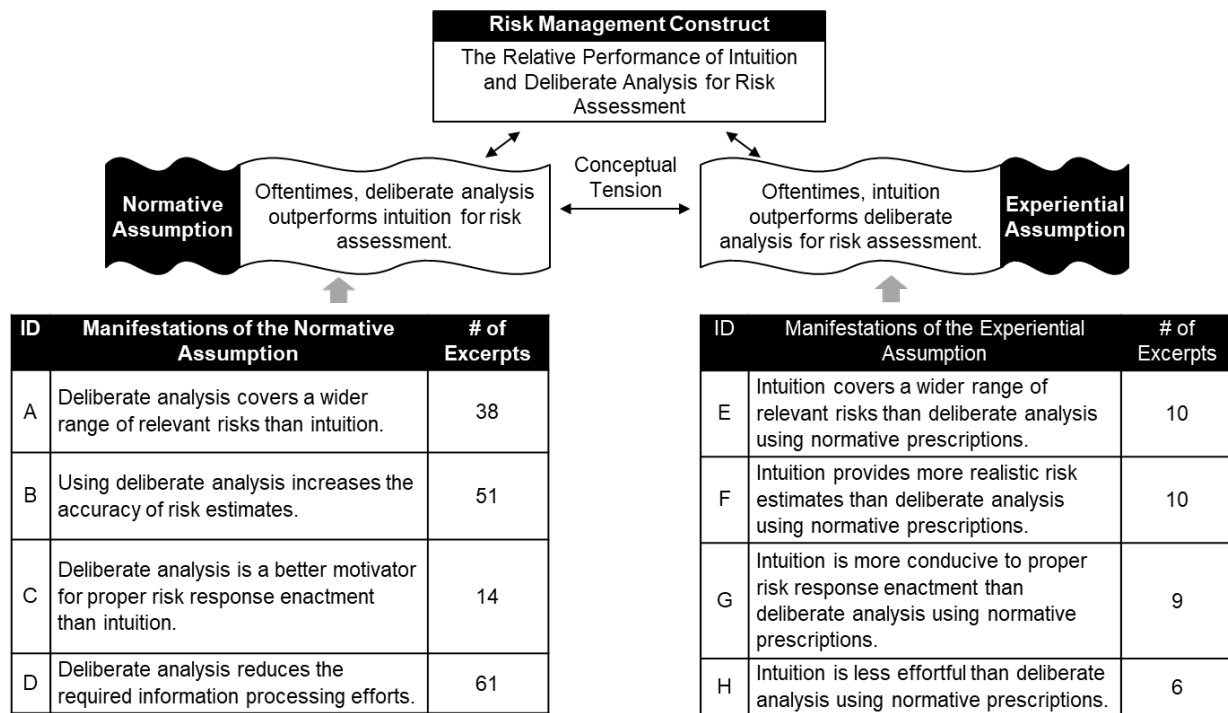 Risk Management Construct
The Relative Performance of Intuition
and Deliberate Analysis for Risk
Assessment
Normative
Assumption
Oftentimes, deliberate analysis
outperforms intuition for risk
assessment.
Conceptual
Tension
Oftentimes, intuition
outperforms deliberate
analysis for risk assessment.
Experiential
Assumption
ID
Manifestations of the Normative
Assumption
# of
Excerpts
A
Deliberate analysis covers a wider
range of relevant risks than intuition.
38
B
Using deliberate analysis increases the
accuracy of risk estimates.
51
C
Deliberate analysis is a better motivator
for proper risk response enactment
than intuition.
14
D
Deliberate analysis reduces the
required information processing efforts.
61
ID
Manifestations of the Experiential
Assumption
# of
Excerpts
E
Intuition covers a wider range of
relevant risks than deliberate analysis
using normative prescriptions.
10
F
Intuition provides more realistic risk
estimates than deliberate analysis
using normative prescriptions.
10
G
Intuition is more conducive to proper
risk response enactment than
deliberate analysis using normative
prescriptions.
9
H
Intuition is less effortful than deliberate
analysis using normative prescriptions.
6